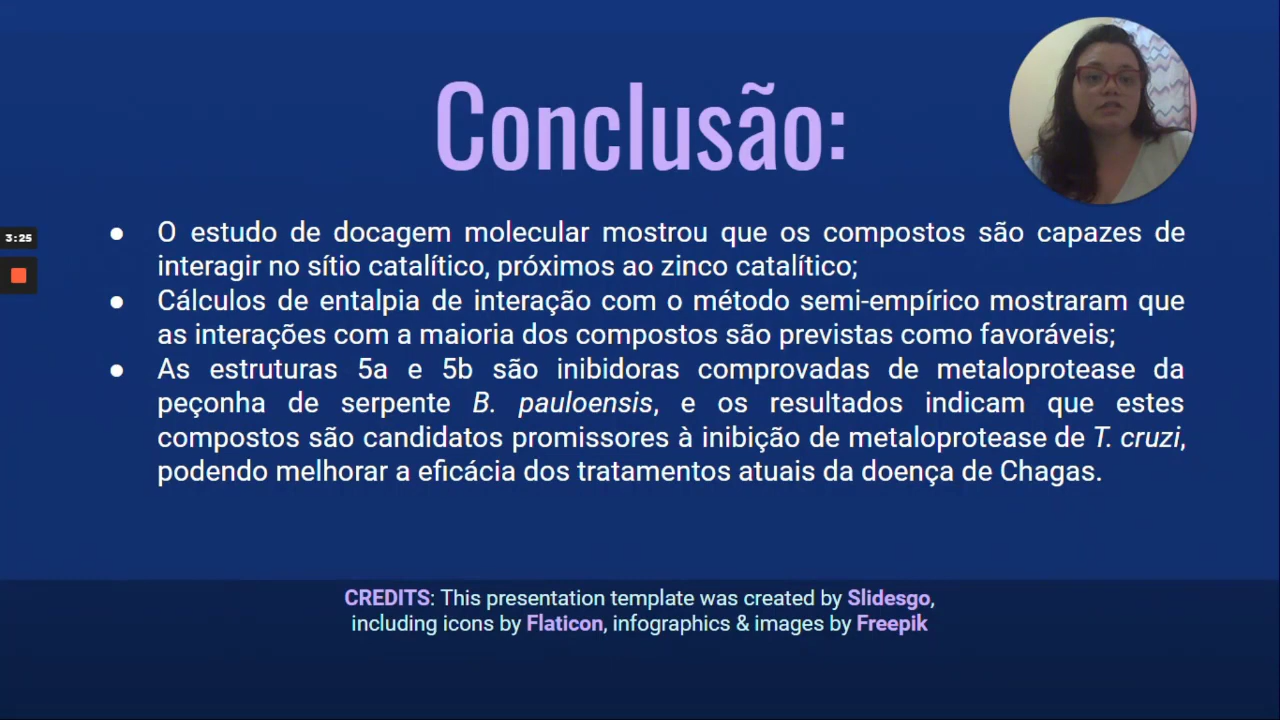 Conclusão:
3:25
● O estudo de docagem molecular mostrou que os compostos são capazes de
interagir no sítio catalítico, próximos ao zinco catalítico;
● Cálculos de entalpia de interação com o método semi-empírico mostraram que
as interações com a maioria dos compostos são previstas como favoráveis;
● As estruturas 5a e 5b são inibidoras comprovadas de metaloprotease da
peçonha de serpente B. pauloensis, e os resultados indicam que estes
compostos são candidatos promissores à inibição de metaloprotease de T. cruzi,
podendo melhorar a eficácia dos tratamentos atuais da doença de Chagas.
CREDITS: This presentation template was created by Slidesgo,
including icons by Flaticon, infographics & images by Freepik